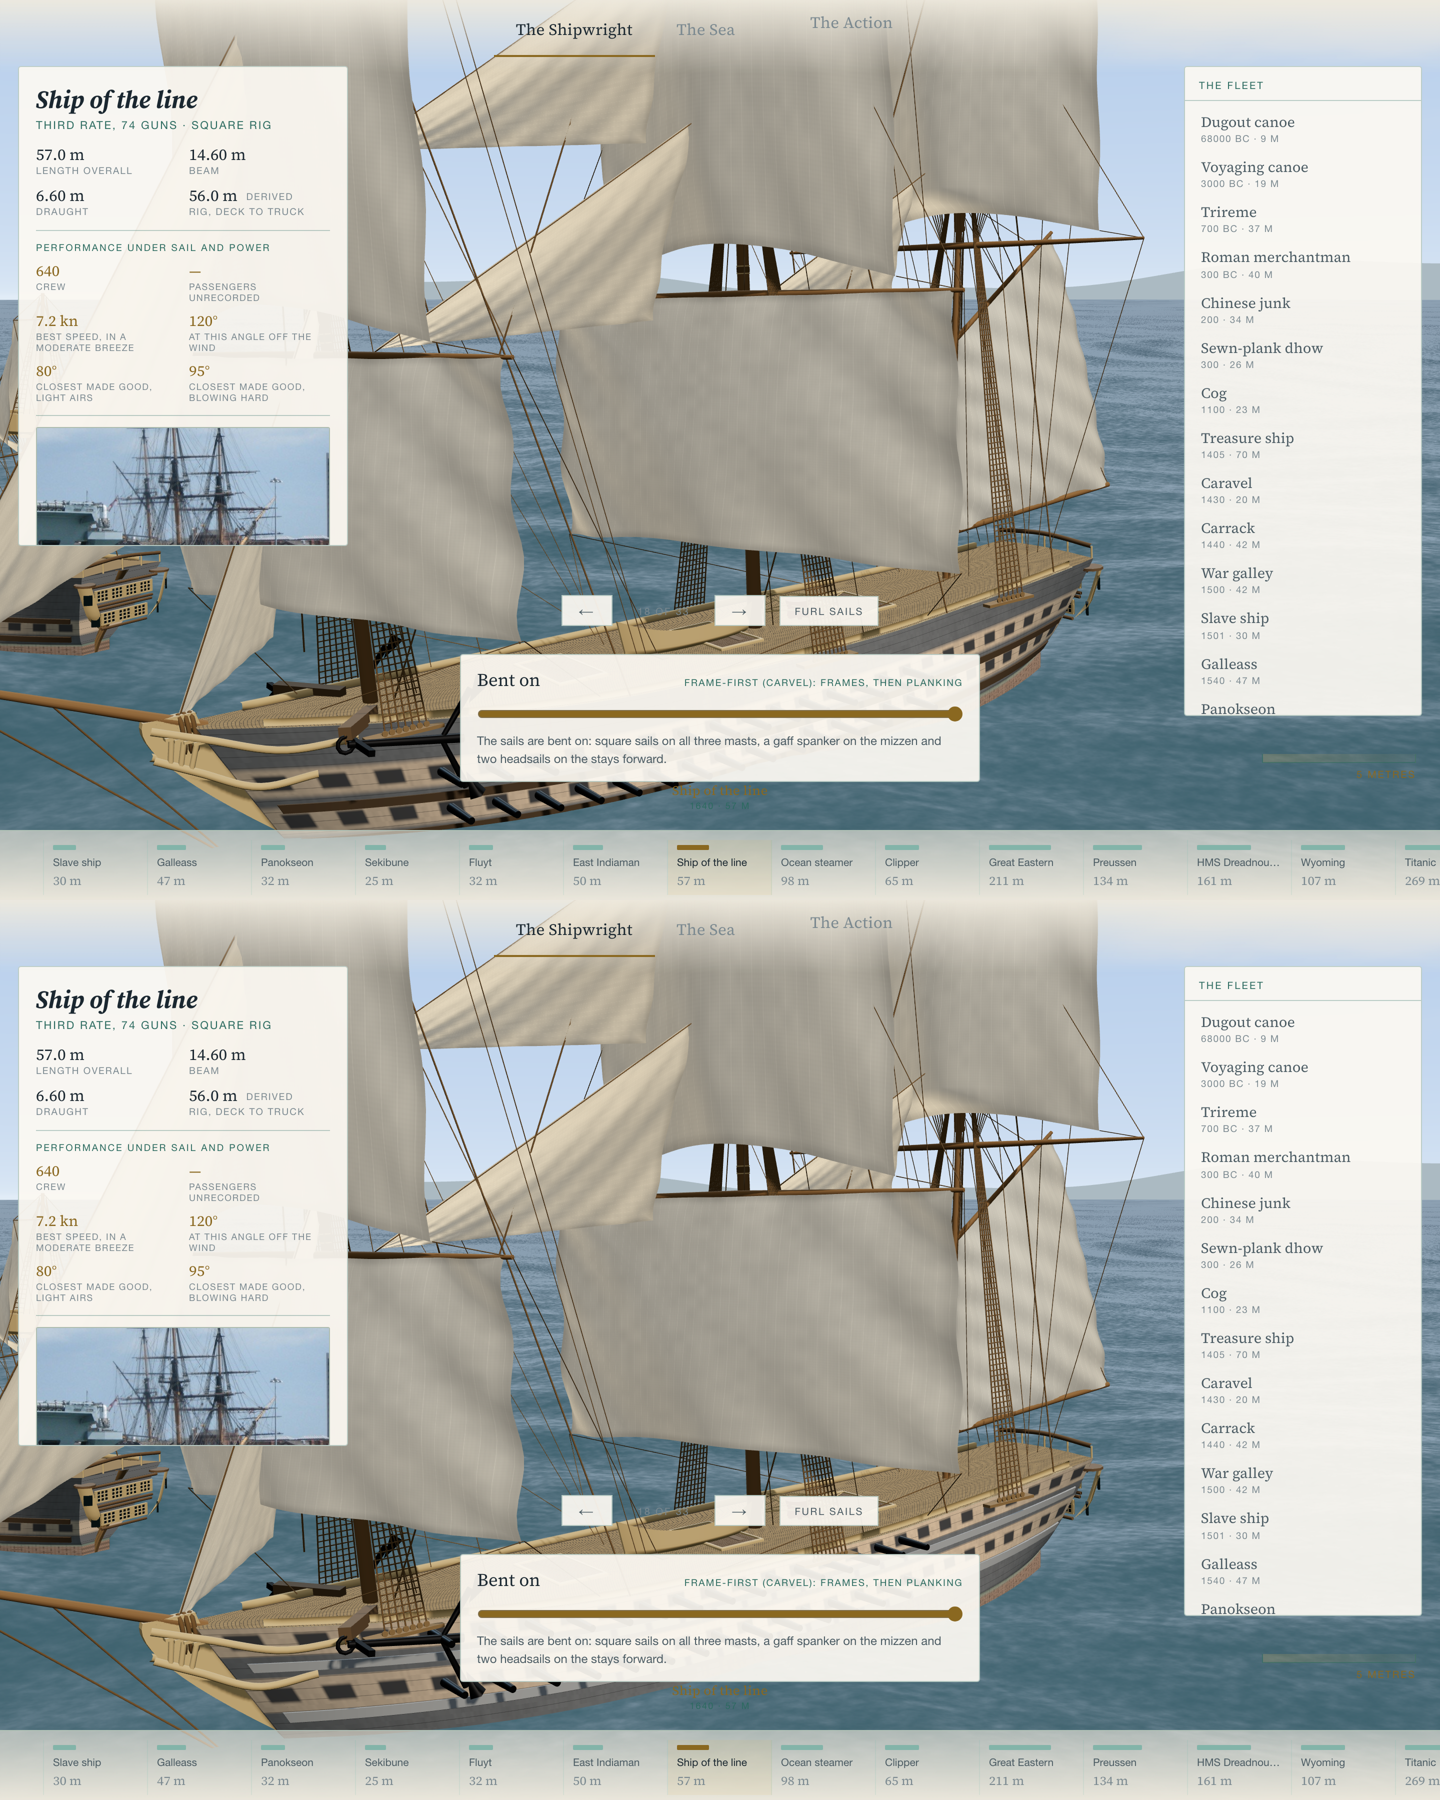 The Shipwright
The Sea
The Action
Ship of the line
THIRD RATE, 74 GUNS · SQUARE RIG
57.0 m
LENGTH OVERALL
14.60 m
BEAM
6.60 m
DRAUGHT
56.0 m DERIVED
RIG, DECK TO TRUCK
PERFORMANCE UNDER SAIL AND POWER
640
CREW
—
PASSENGERS
UNRECORDED
7.2 kn
BEST SPEED, IN A
MODERATE BREEZE
120°
AT THIS ANGLE OFF THE
WIND
80°
CLOSEST MADE GOOD,
LIGHT AIRS
95°
CLOSEST MADE GOOD,
BLOWING HARD
THE FLEET
Dugout canoe
68000 BC · 9 M
Voyaging canoe
3000 BC · 19 M
Trireme
700 BC · 37 M
Roman merchantman
300 BC · 40 M
Chinese junk
200 · 34 M
Sewn-plank dhow
300 · 26 M
Cog
1100 · 23 M
Treasure ship
1405 · 70 M
Caravel
1430 · 20 M
Carrack
1440 · 42 M
War galley
1500 · 42 M
Slave ship
1501 · 30 M
Galleass
1540 · 47 M
Panokseon
←
→
FURL SAILS
Bent on
FRAME-FIRST (CARVEL): FRAMES, THEN PLANKING
The sails are bent on: square sails on all three masts, a gaff spanker on the mizzen and
two headsails on the stays forward.
Ship of the line
Slave ship
30 m
Galleass
47 m
Panokseon
32 m
Sekibune
25 m
Fluyt
32 m
East Indiaman
50 m
Ship of the line
57 m
Ocean steamer
98 m
Clipper
65 m
Great Eastern
211 m
Preussen
134 m
HMS Dreadnou…
161 m
Wyoming
107 m
Titanic
269 m
The Shipwright
The Sea
The Action
Ship of the line
THIRD RATE, 74 GUNS · SQUARE RIG
57.0 m
LENGTH OVERALL
14.60 m
BEAM
6.60 m
DRAUGHT
56.0 m DERIVED
RIG, DECK TO TRUCK
PERFORMANCE UNDER SAIL AND POWER
640
CREW
—
PASSENGERS
UNRECORDED
7.2 kn
BEST SPEED, IN A
MODERATE BREEZE
120°
AT THIS ANGLE OFF THE
WIND
80°
CLOSEST MADE GOOD,
LIGHT AIRS
95°
CLOSEST MADE GOOD,
BLOWING HARD
THE FLEET
Dugout canoe
68000 BC · 9 M
Voyaging canoe
3000 BC · 19 M
Trireme
700 BC · 37 M
Roman merchantman
300 BC · 40 M
Chinese junk
200 · 34 M
Sewn-plank dhow
300 · 26 M
Cog
1100 · 23 M
Treasure ship
1405 · 70 M
Caravel
1430 · 20 M
Carrack
1440 · 42 M
War galley
1500 · 42 M
Slave ship
1501 · 30 M
Galleass
1540 · 47 M
Panokseon
←
→
FURL SAILS
Bent on
FRAME-FIRST (CARVEL): FRAMES, THEN PLANKING
The sails are bent on: square sails on all three masts, a gaff spanker on the mizzen and
two headsails on the stays forward.
Ship of the line
Slave ship
30 m
Galleass
47 m
Panokseon
32 m
Sekibune
25 m
Fluyt
32 m
East Indiaman
50 m
Ship of the line
57 m
Ocean steamer
98 m
Clipper
65 m
Great Eastern
211 m
Preussen
134 m
HMS Dreadnou…
161 m
Wyoming
107 m
Titanic
269 m